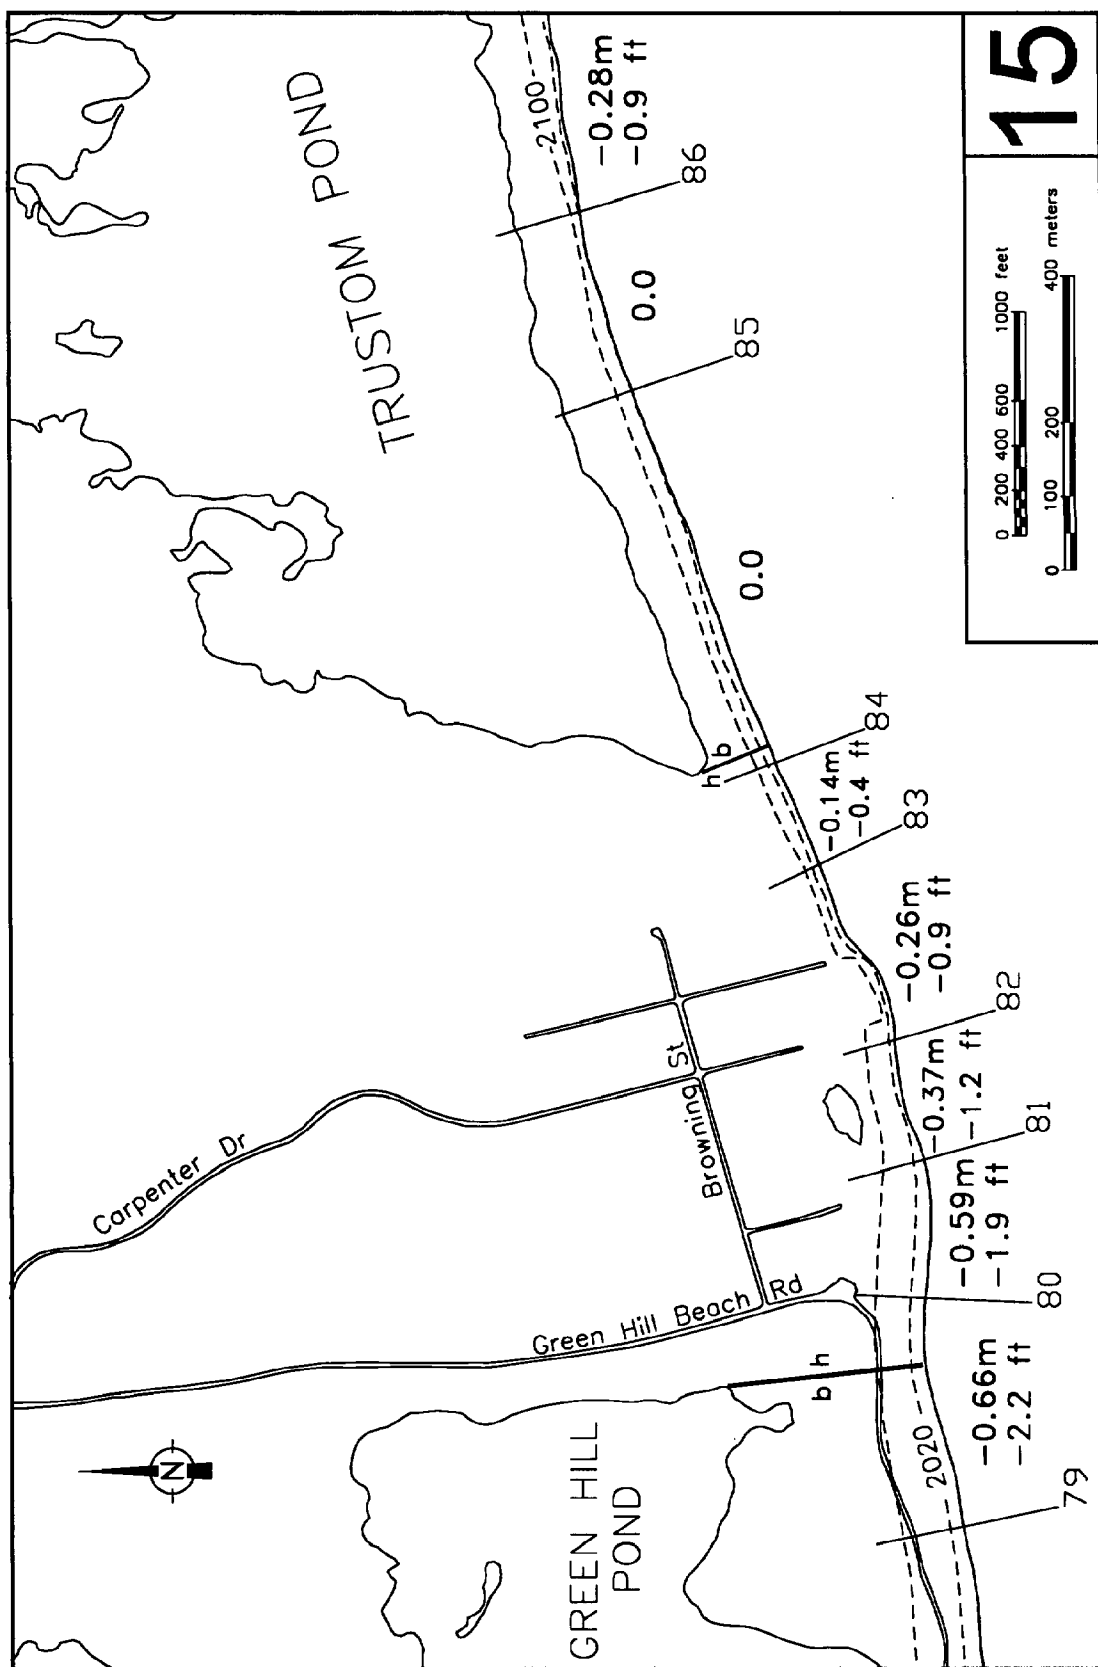 TRUSTOM POND
2100
-0.28m
-0.9 ft
86
0.0
85
0.0
h b
84
-0.14m
-0.4 ft
83
-0.26m
-0.9 ft
82
-0.37m
-1.2 ft
81
-0.59m
-1.9 ft
80
-0.66m
-2.2 ft
79
2020
b h
Carpenter Dr
Browning St
Green Hill Beach Rd
N
GREEN HILL
POND
0 200 400 600 1000 feet
0 100 200 400 meters
15